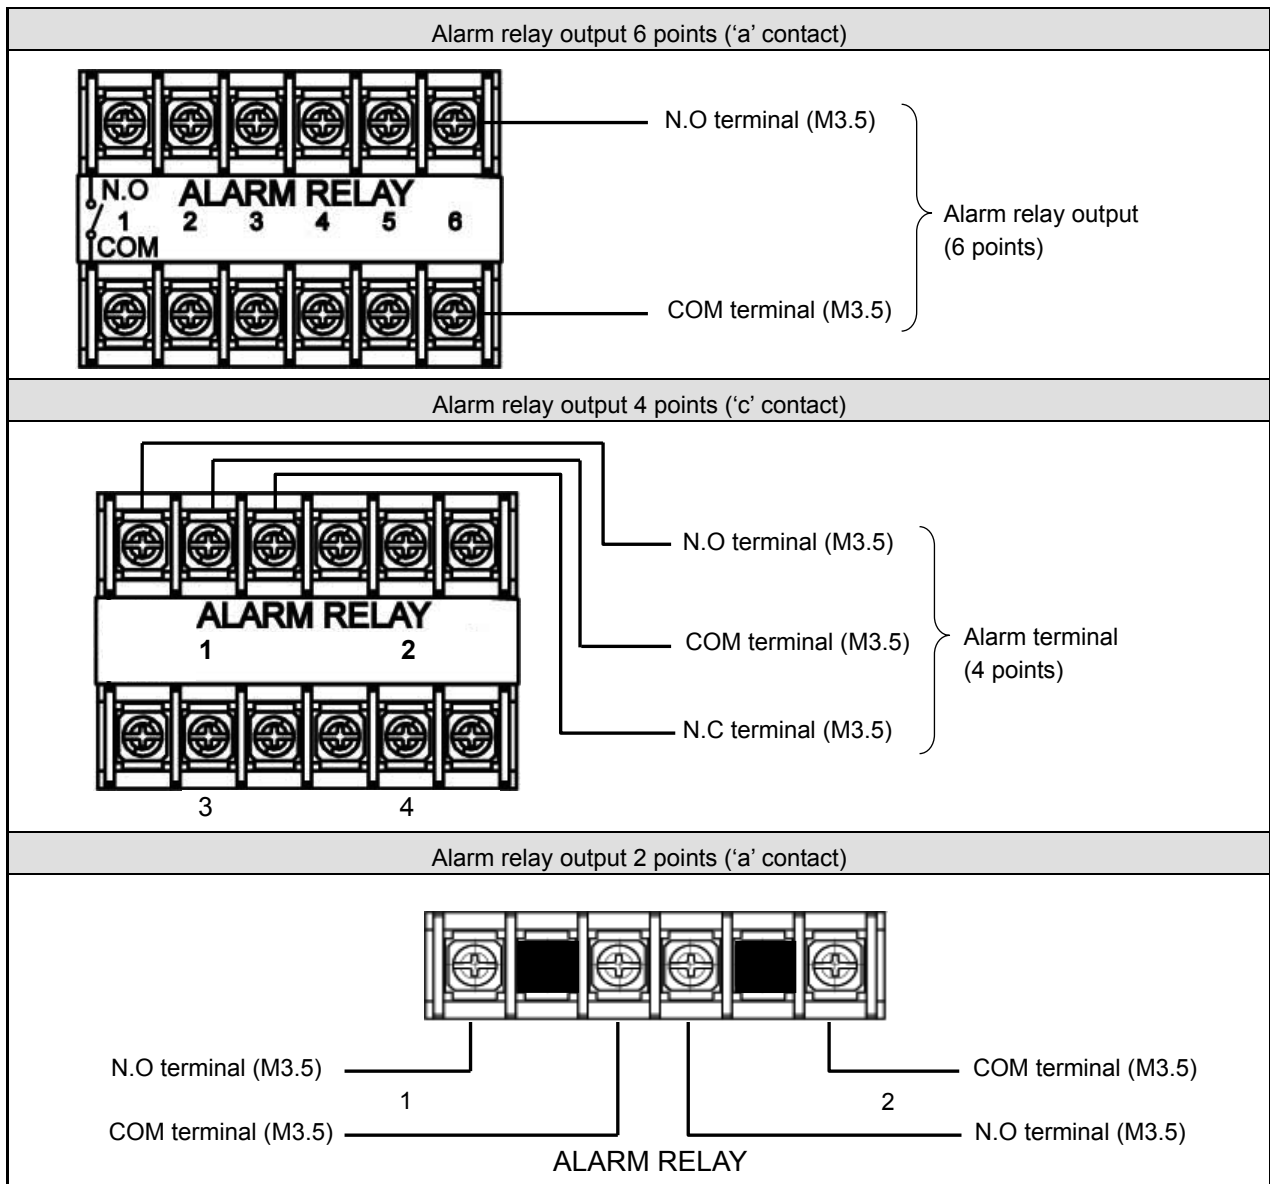 Alarm relay output 6 points (‘a’ contact)
N.O terminal (M3.5)
N.O
ALARM RELAY
1 2 3 4 5 6
COM
Alarm relay output
(6 points)
COM terminal (M3.5)
Alarm relay output 4 points (‘c’ contact)
N.O terminal (M3.5)
ALARM RELAY
1 2
COM terminal (M3.5)
Alarm terminal
(4 points)
N.C terminal (M3.5)
3 4
Alarm relay output 2 points (‘a’ contact)
N.O terminal (M3.5)
COM terminal (M3.5)
1 2
COM terminal (M3.5)
N.O terminal (M3.5)
ALARM RELAY